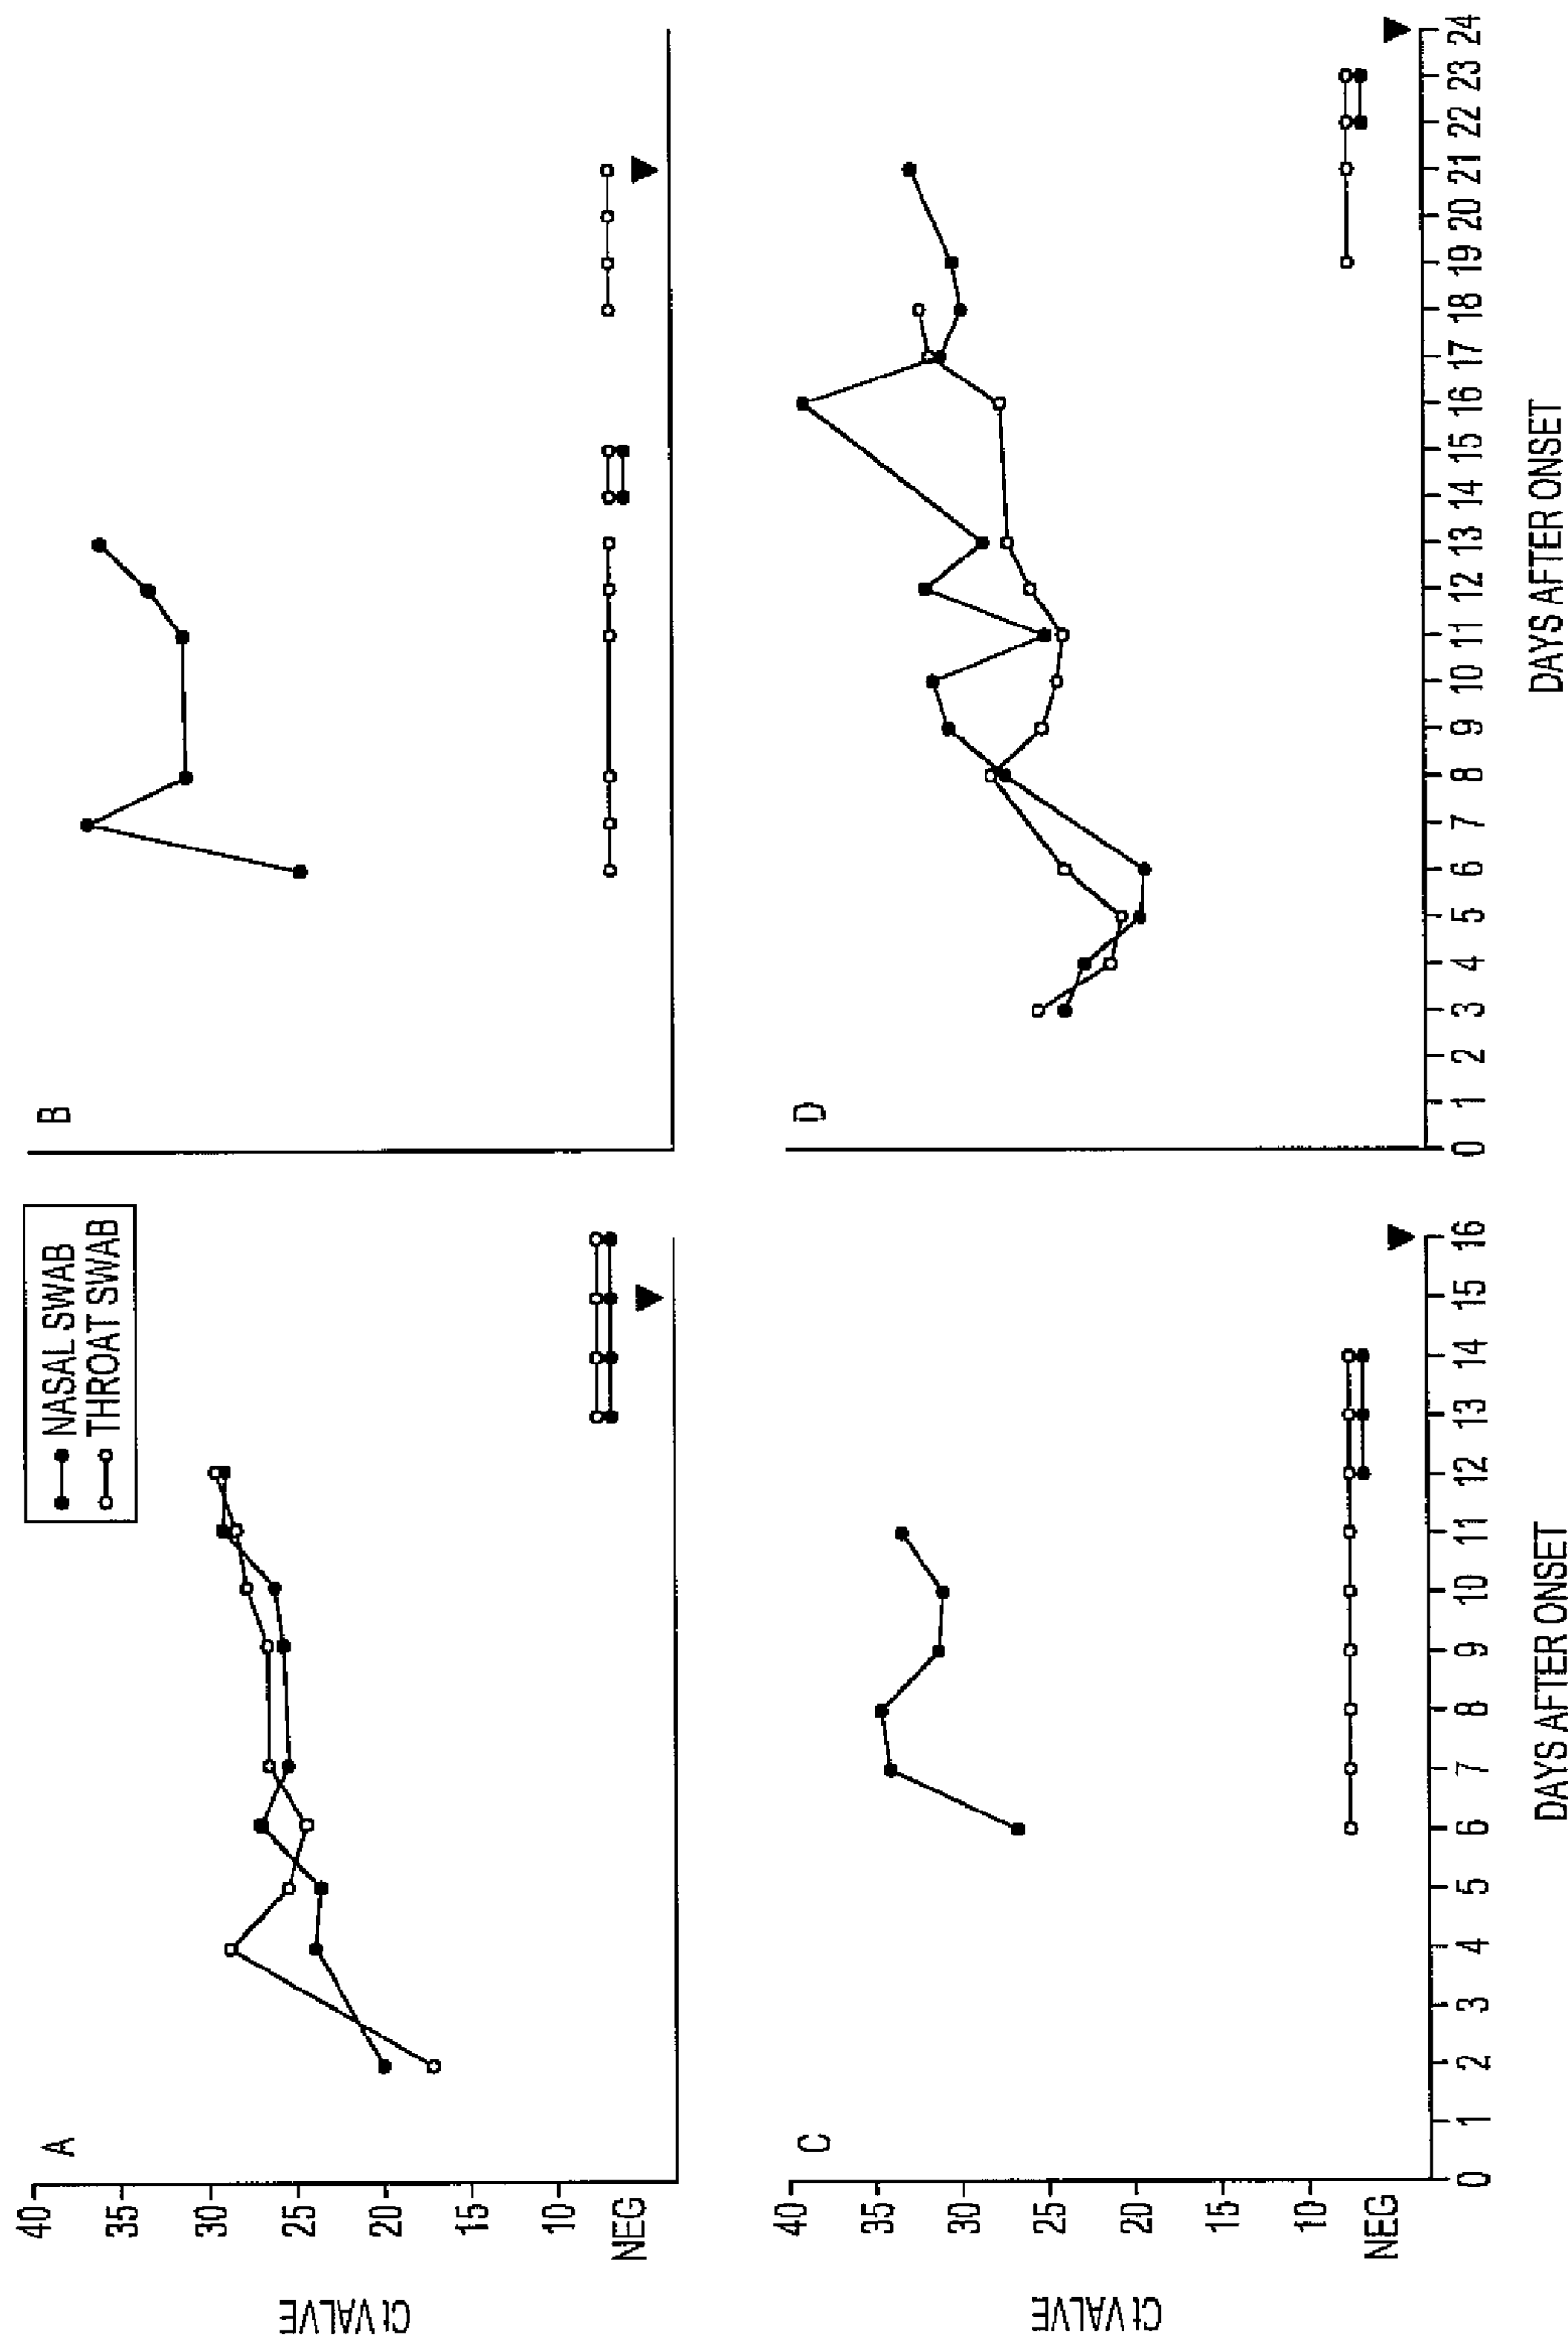 NASAL SWAB
THROAT SWAB
A
40
35
30
25
20
15
10
NEG
Ct VALVE
B
C
40
35
30
25
20
15
10
NEG
Ct VALVE
0 1 2 3 4 5 6 7 8 9 10 11 12 13 14 15 16
DAYS AFTER ONSET
D
0 1 2 3 4 5 6 7 8 9 10 11 12 13 14 15 16 17 18 19 20 21 22 23 24
DAYS AFTER ONSET